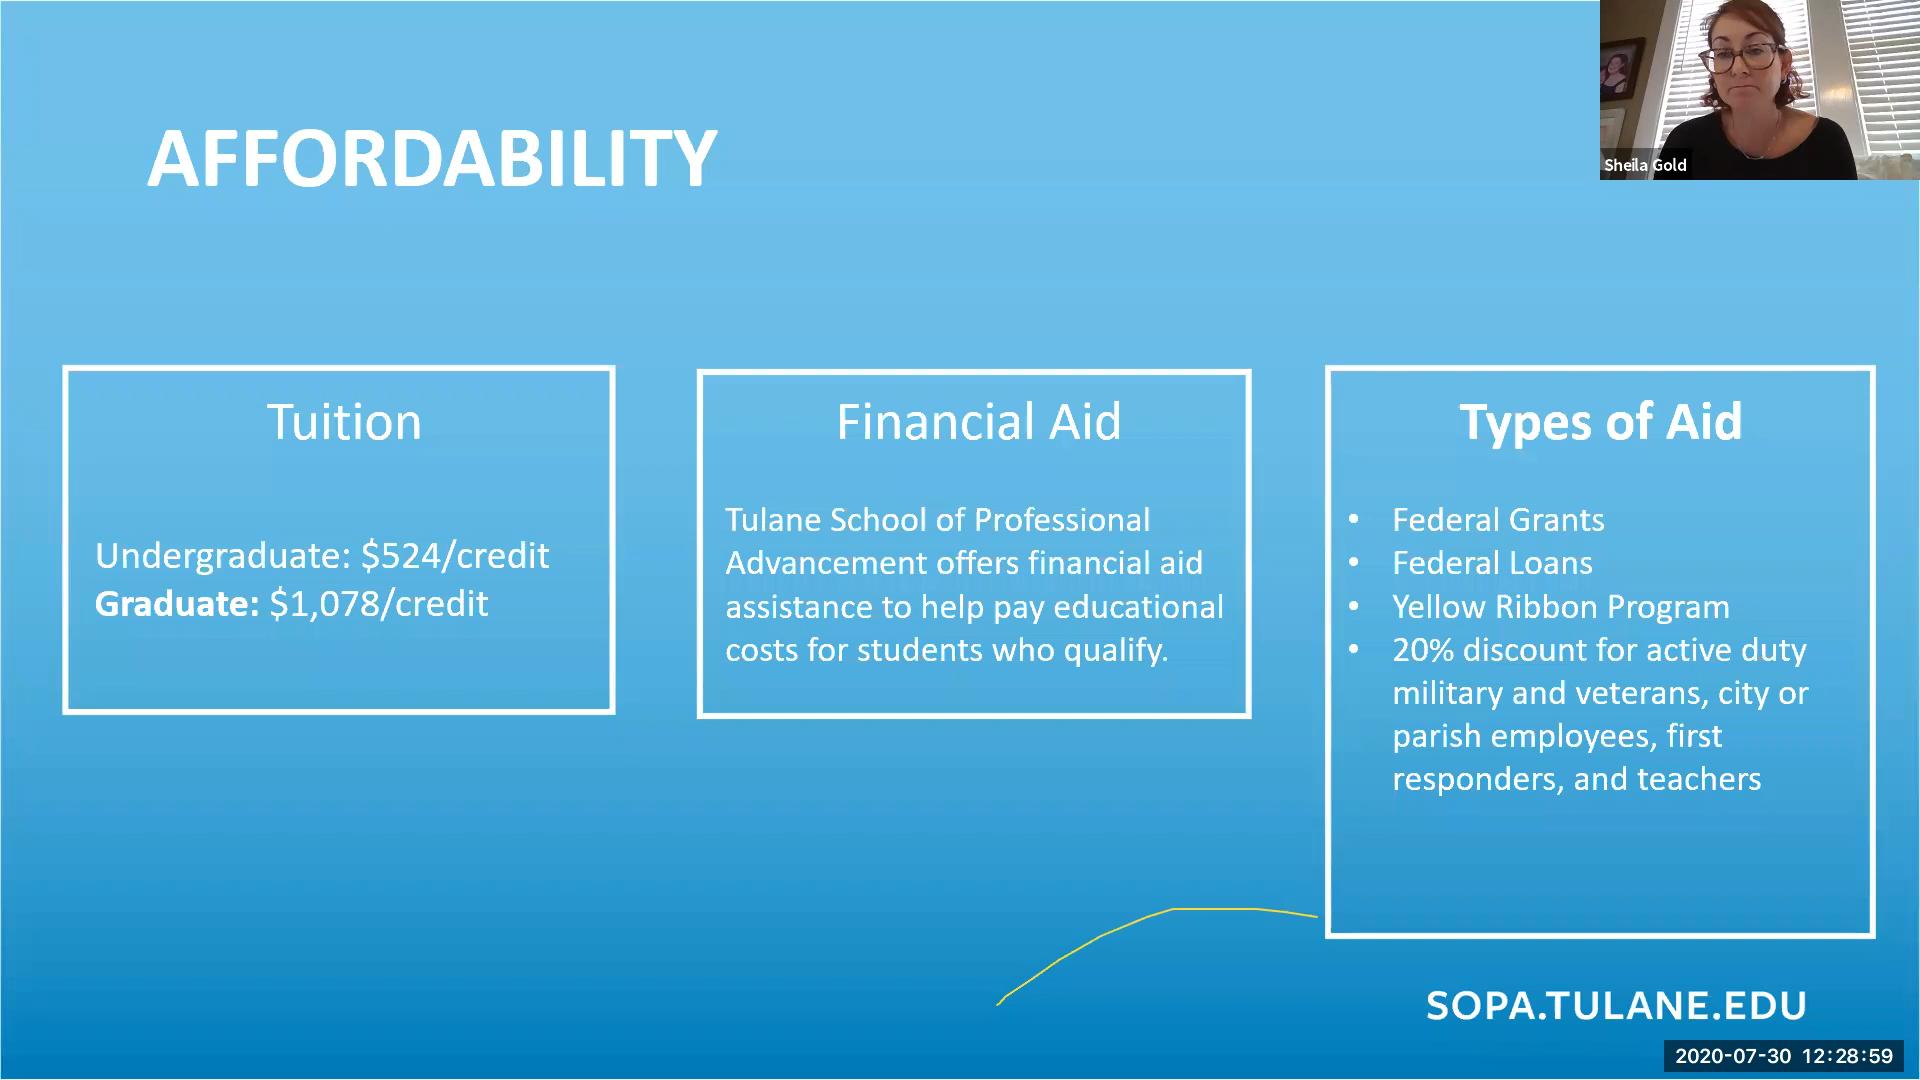 Sheila Gold
AFFORDABILITY
Tuition
Undergraduate: $524/credit
Graduate: $1,078/credit
Financial Aid
Tulane School of Professional
Advancement offers financial aid
assistance to help pay educational
costs for students who qualify.
Types of Aid
• Federal Grants
• Federal Loans
• Yellow Ribbon Program
• 20% discount for active duty
military and veterans, city or
parish employees, first
responders, and teachers
SOPA.TULANE.EDU
2020-07-30 12:28:59